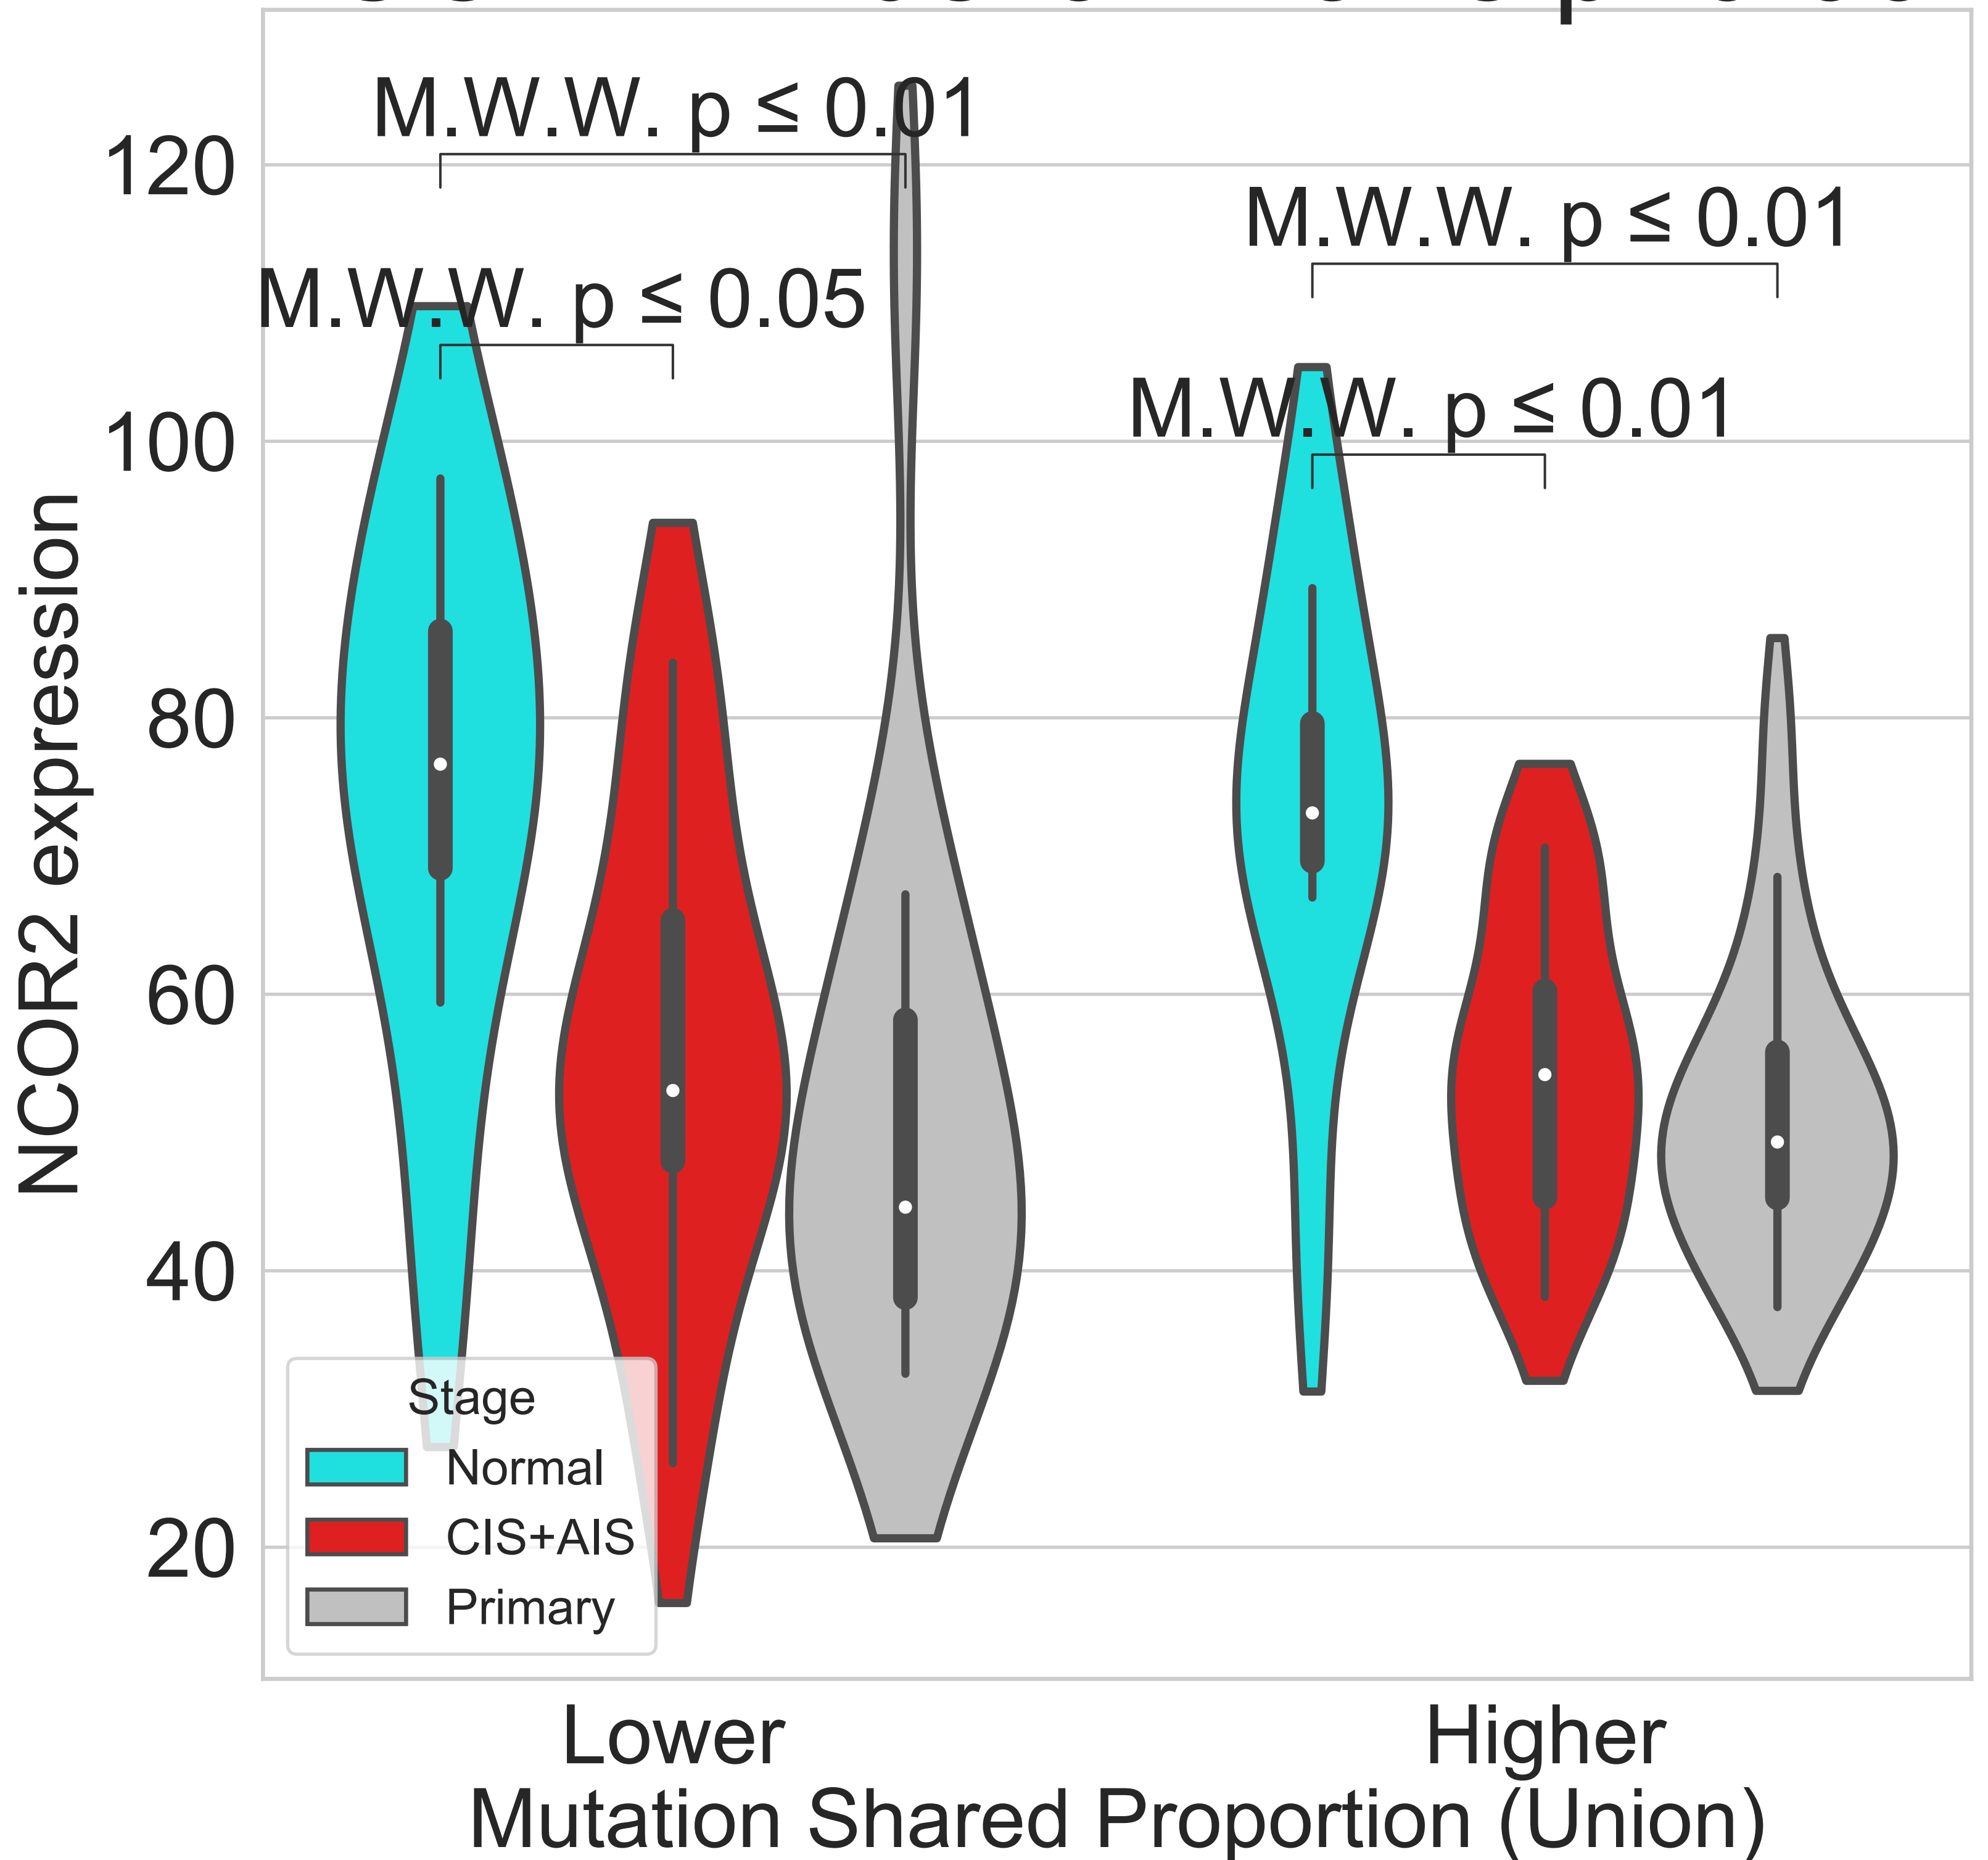 M.W.W. p ≤ 0.01
120
M.W.W. p ≤ 0.01
M.W.W. p ≤ 0.05
M.W.W. p ≤ 0.01
100
80
60
40
20
NCOR2 expression
Stage
Normal
CIS+AIS
Primary
Lower
Higher
Mutation Shared Proportion (Union)